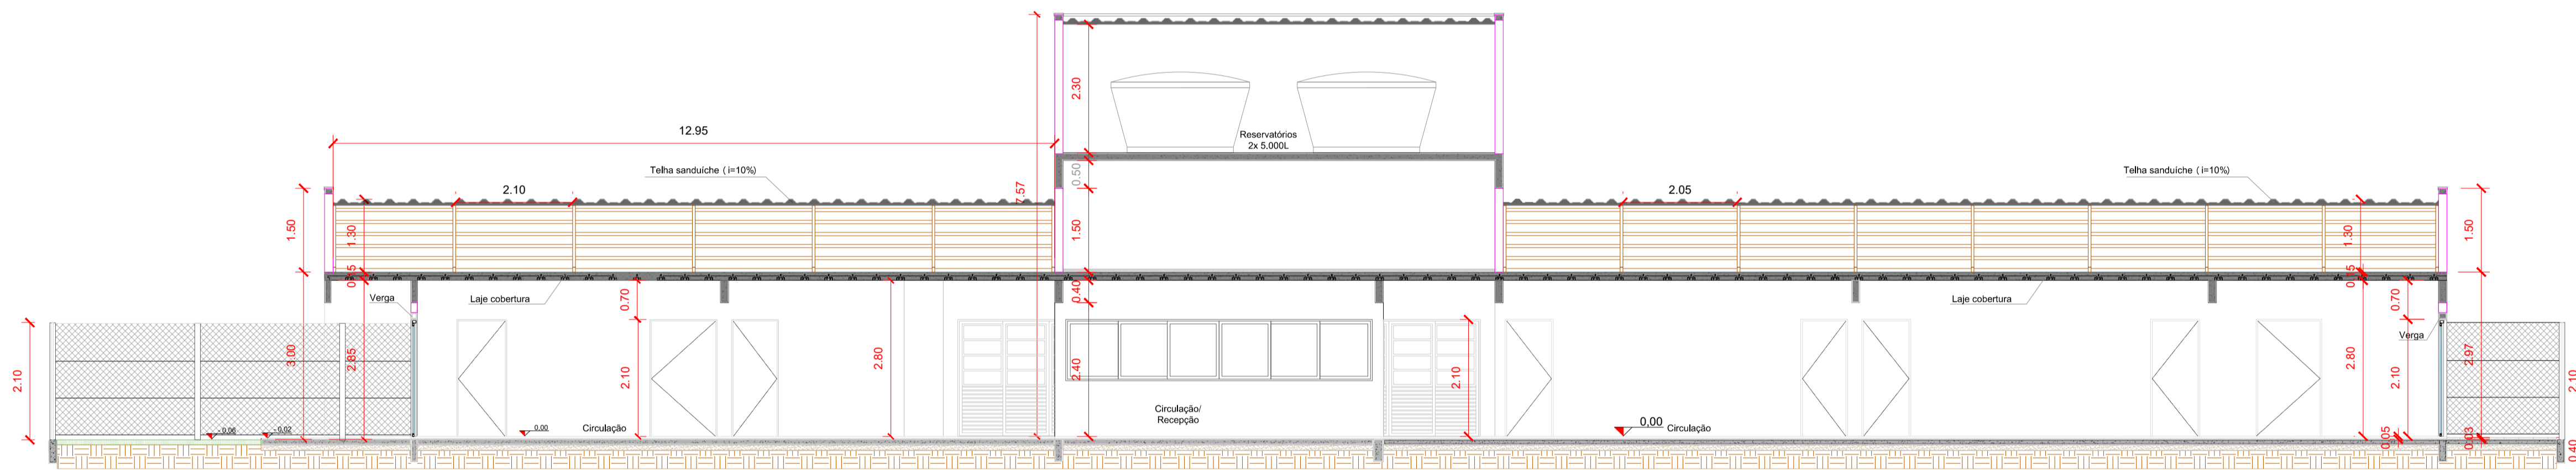 2.30
Reservatórios
2x 5.000L
12.95
0.50
Telha sanduíche ( i=10%)
Telha sanduíche ( i=10%)
2.10
2.05
7.57
1.50
1.30
1.50
1.30
1.50
0.15
0.15
Verga
Laje cobertura
0.70
0.40
Laje cobertura
0.70
Verga
2.10
3.00
2.85
2.10
2.80
2.40
2.10
2.80
2.10
2.97
2.10
Circulação/
Recepção
- 0.06
- 0.02
0.00
Circulação
0,00
Circulação
0.05
0.03
0.40